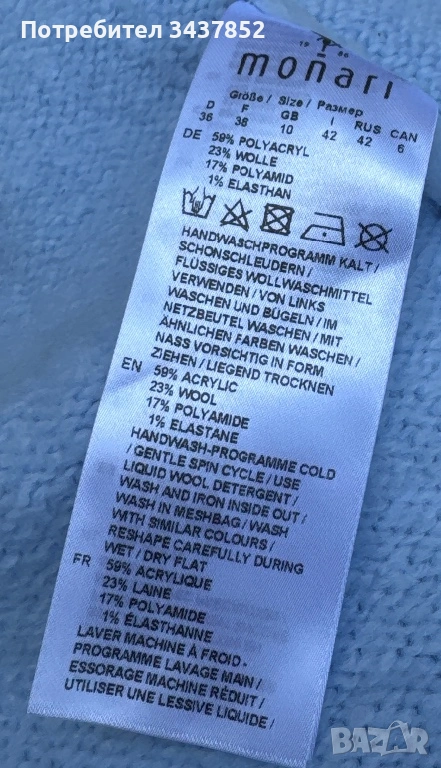 Потребител 3437852
19 86
monari
Größe / Size / Размер
D F GB I RUS CAN
36 38 10 42 42 6
DE 59% POLYACRYL
23% WOLLE
17% POLYAMID
1% ELASTHAN
HANDWASCHPROGRAMM KALT /
SCHONSCHLEUDERN /
FLÜSSIGES WOLLWASCHMITTEL
VERWENDEN / VON LINKS
WASCHEN UND BÜGELN / IM
NETZBEUTEL WASCHEN / MIT
ÄHNLICHEN FARBEN WASCHEN /
NASS VORSICHTIG IN FORM
ZIEHEN / LIEGEND TROCKNEN
EN 59% ACRYLIC
23% WOOL
17% POLYAMIDE
1% ELASTANE
HANDWASH-PROGRAMME COLD
/ GENTLE SPIN CYCLE / USE
LIQUID WOOL DETERGENT /
WASH AND IRON INSIDE OUT /
WASH IN MESHBAG / WASH
WITH SIMILAR COLOURS /
RESHAPE CAREFULLY DURING
WET / DRY FLAT
FR 59% ACRYLIQUE
23% LAINE
17% POLYAMIDE
1% ÉLASTHANNE
LAVER MACHINE À FROID -
PROGRAMME LAVAGE MAIN /
ESSORAGE MACHINE RÉDUIT /
UTILISER UNE LESSIVE LIQUIDE /
BAZAR